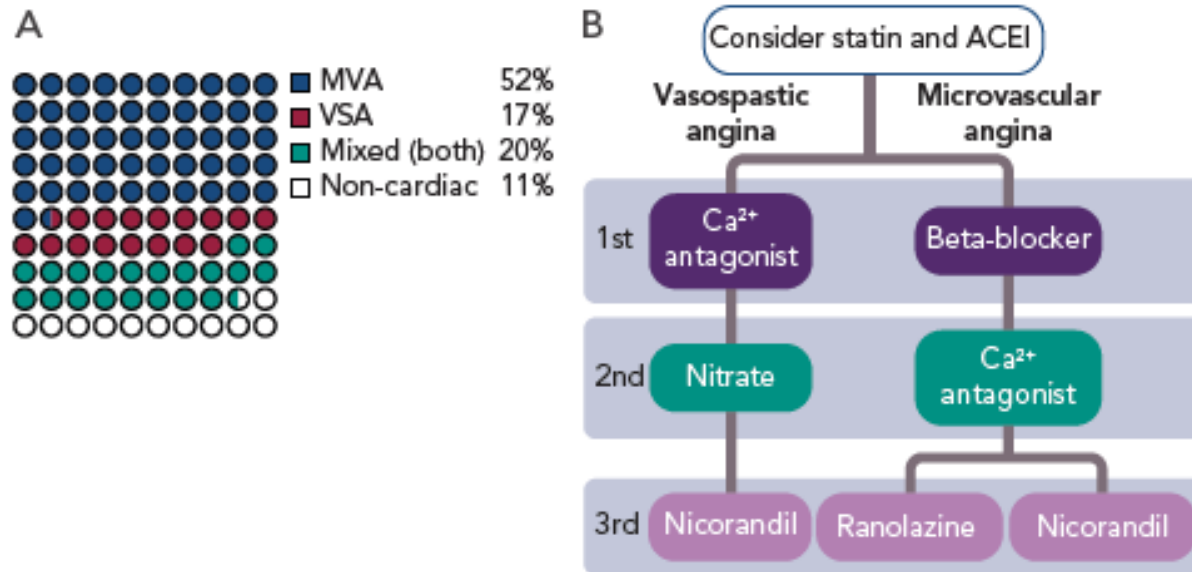 A
MVA 52%
VSA 17%
Mixed (both) 20%
Non-cardiac 11%
B
Consider statin and ACEI
Vasospastic
angina
Microvascular
angina
1st
Ca²⁺
antagonist
Beta-blocker
2nd
Nitrate
Ca²⁺
antagonist
3rd
Nicorandil
Ranolazine
Nicorandil